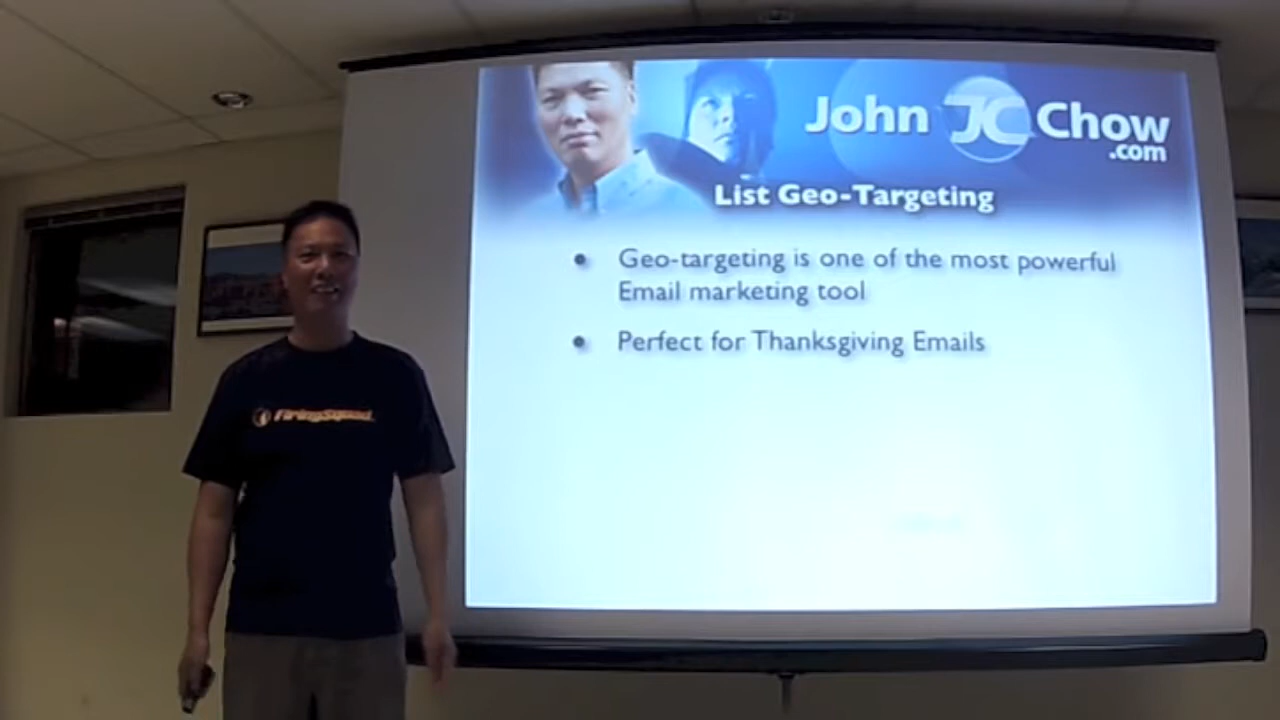 John JC Chow
.com
List Geo-Targeting
• Geo-targeting is one of the most powerful
Email marketing tool
• Perfect for Thanksgiving Emails
FiringSquad